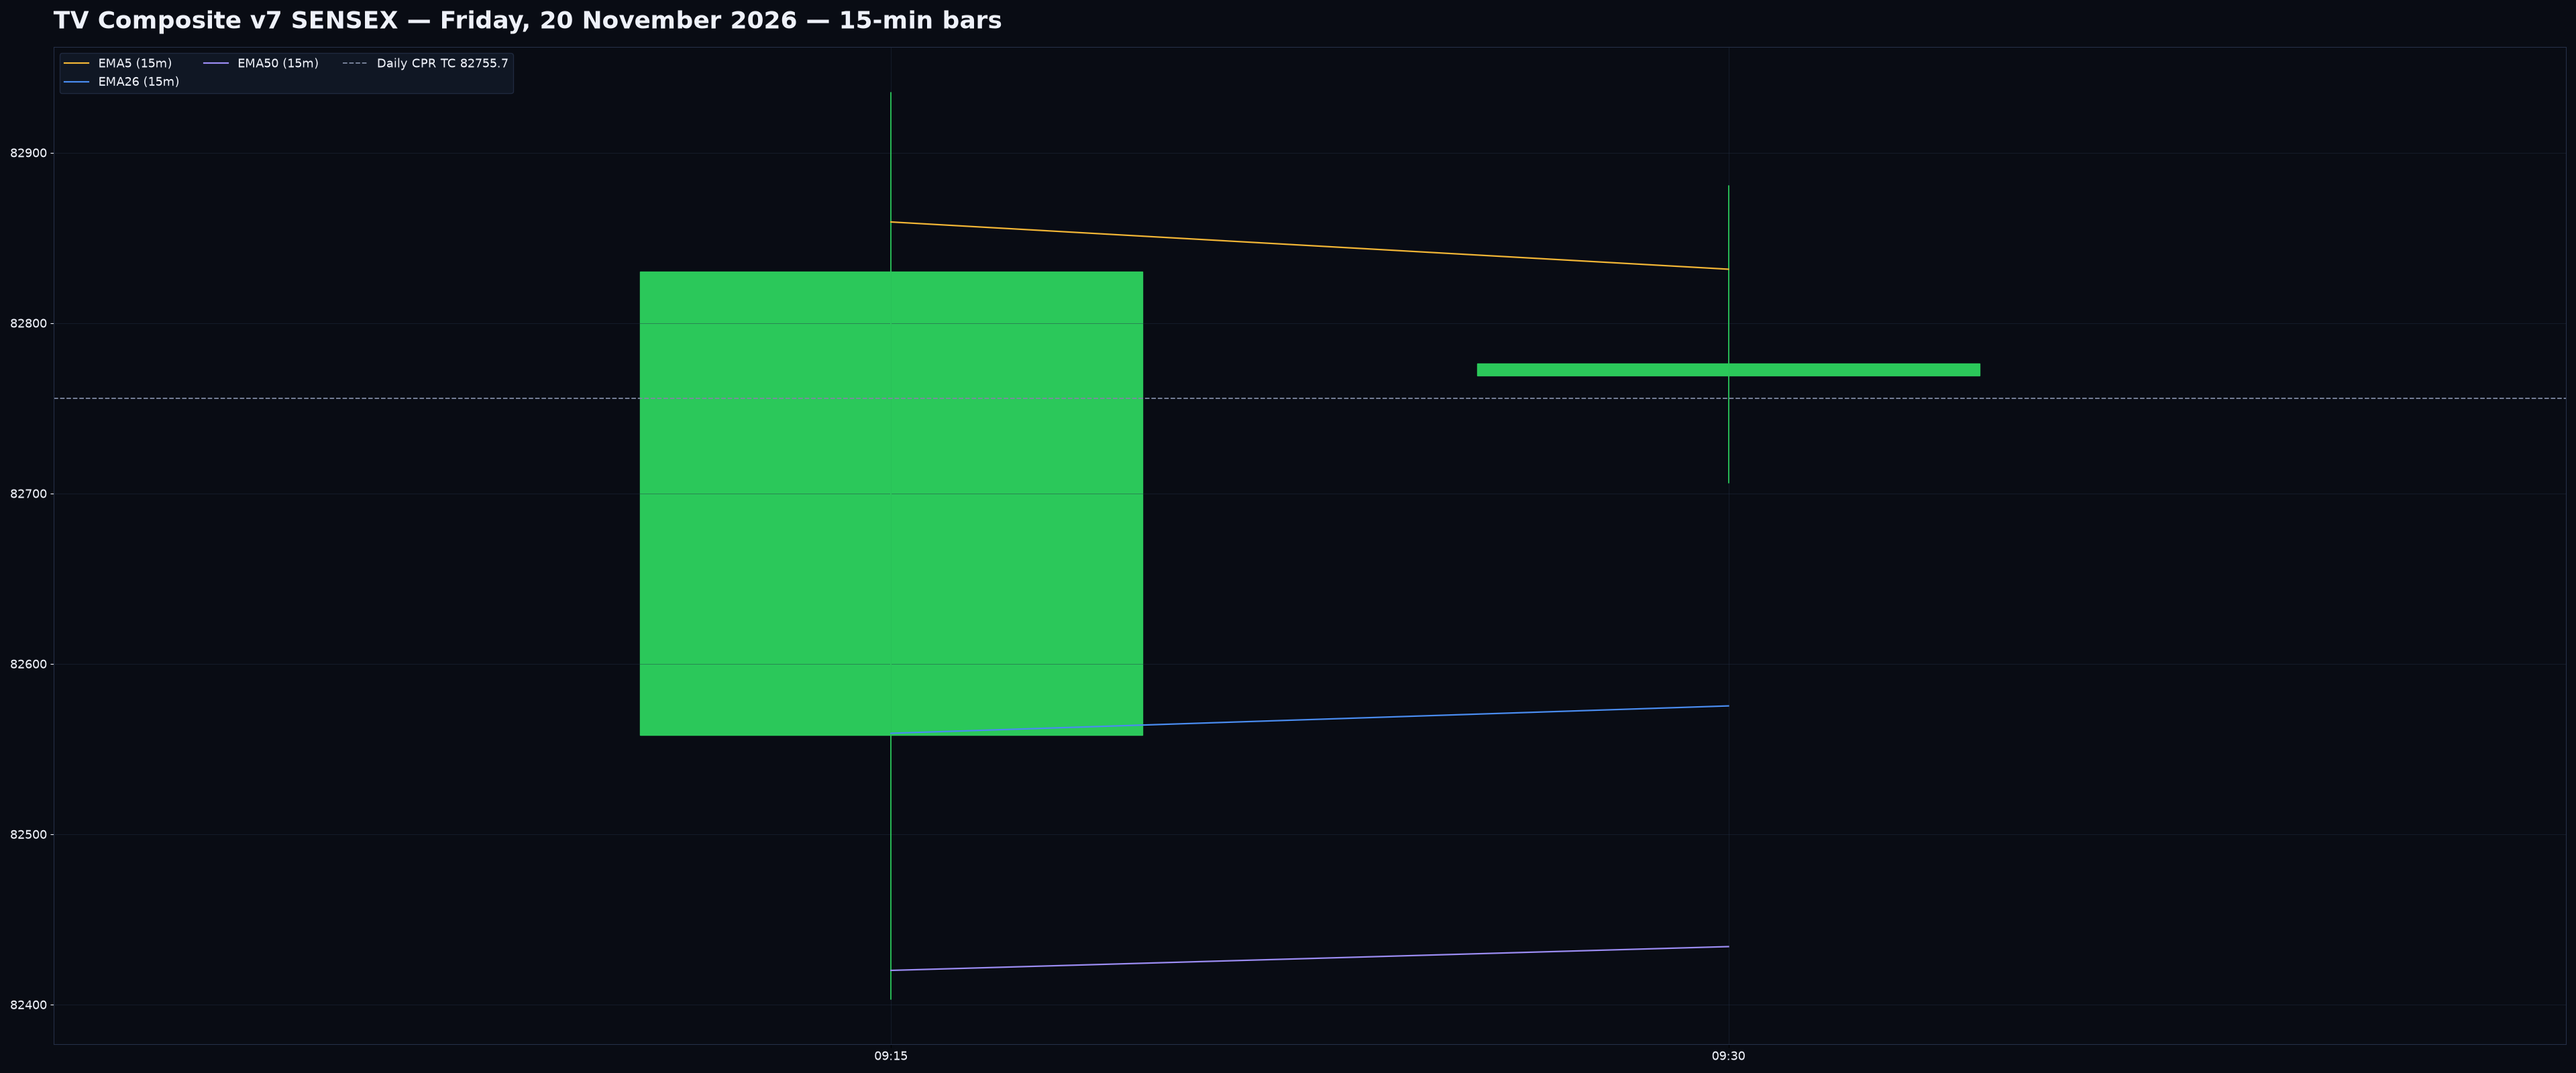 TV Composite v7 SENSEX — Friday, 20 November 2026 — 15-min bars
EMA5 (15m) EMA50 (15m) Daily CPR TC 82755.7
EMA26 (15m)
82900
82800
82700
82600
82500
82400
09:15 09:30